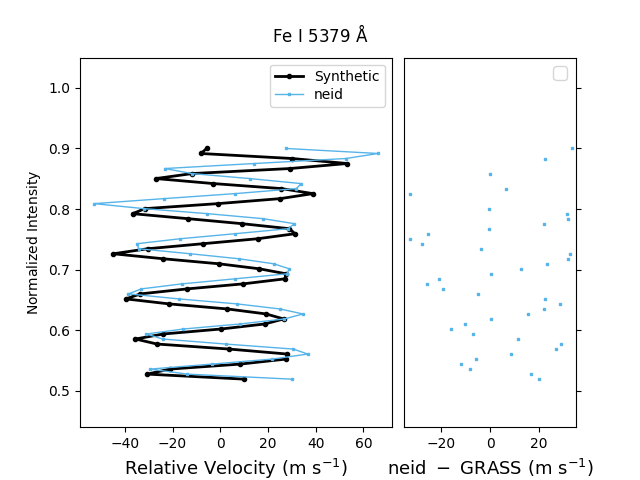 Fe I 5379 Å
Synthetic
neid
Normalized Intensity
1.0
0.9
0.8
0.7
0.6
0.5
−40 −20 0 20 40 60
Relative Velocity (m s⁻¹)
−20 0 20
neid − GRASS (m s⁻¹)